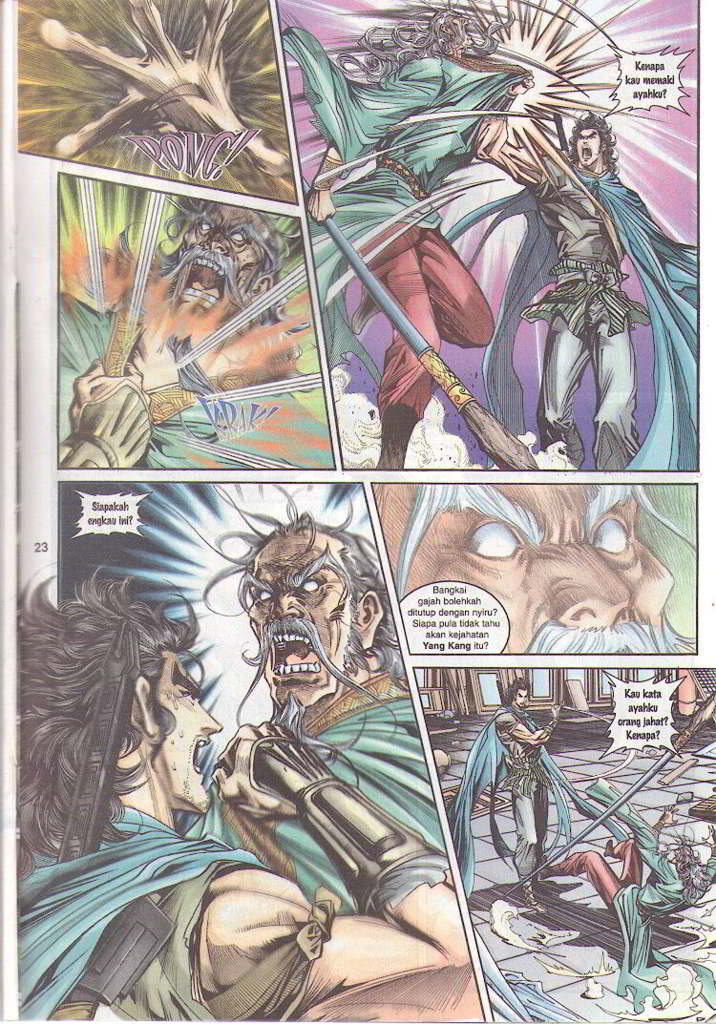 PONG!
Kenapa
kau memaki
ayahku?
Siapakah
engkau ini?
23
Bangkai
gajah bolehkah
ditutup dengan nyiru?
Siapa pula tidak tahu
akan kejahatan
Yang Kang itu?
Kau kata
ayahku
orang jahat?
Kenapa?